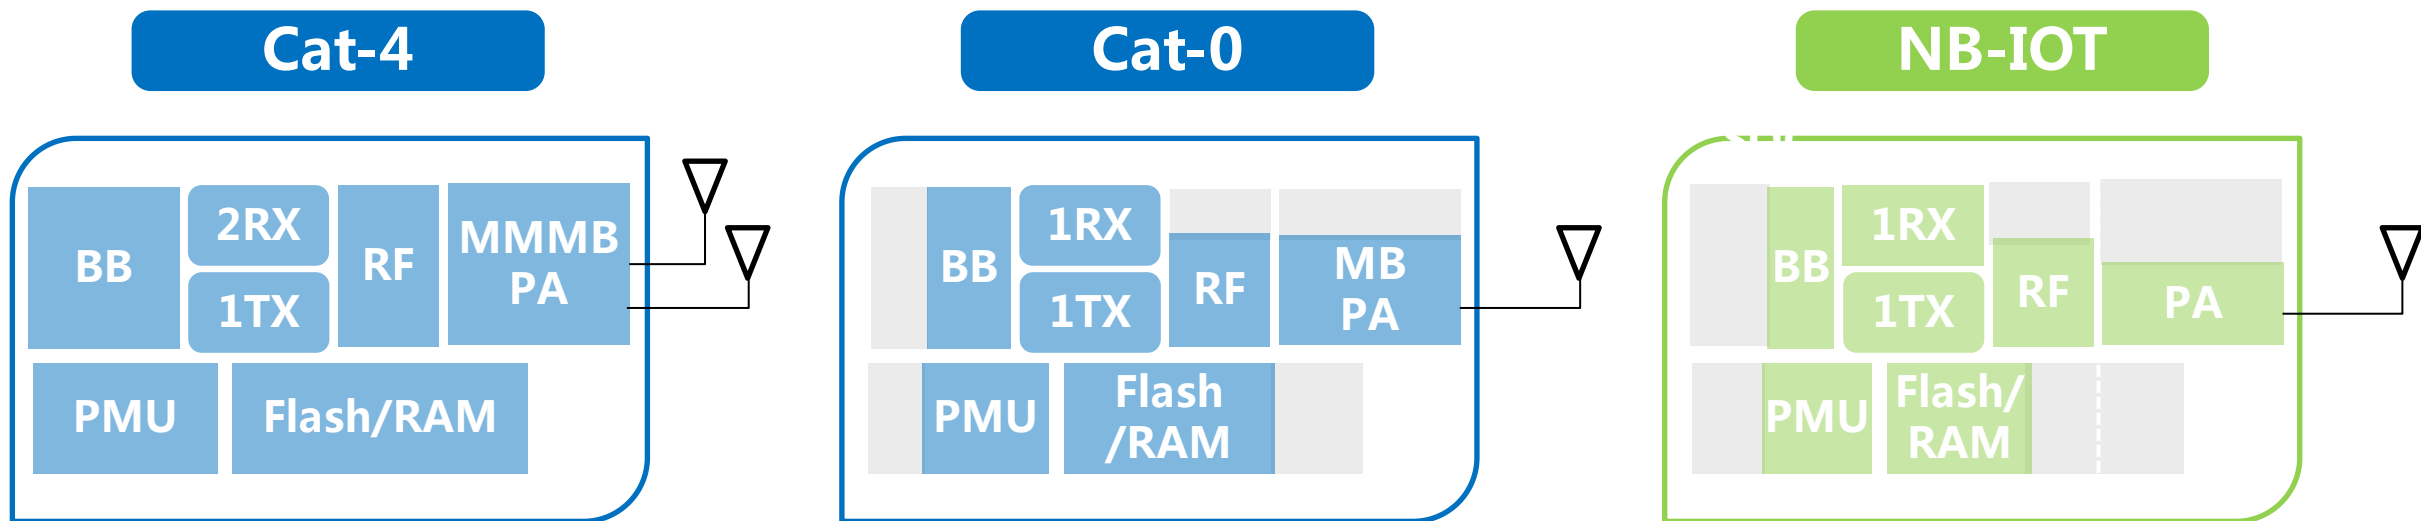 Cat-4
Cat-0
NB-IOT
BB
2RX
1TX
RF
MMMB
PA
PMU
Flash/RAM
BB
1RX
1TX
RF
MB
PA
PMU
Flash
/RAM
BB
1RX
1TX
RF
PA
PMU
Flash/
RAM